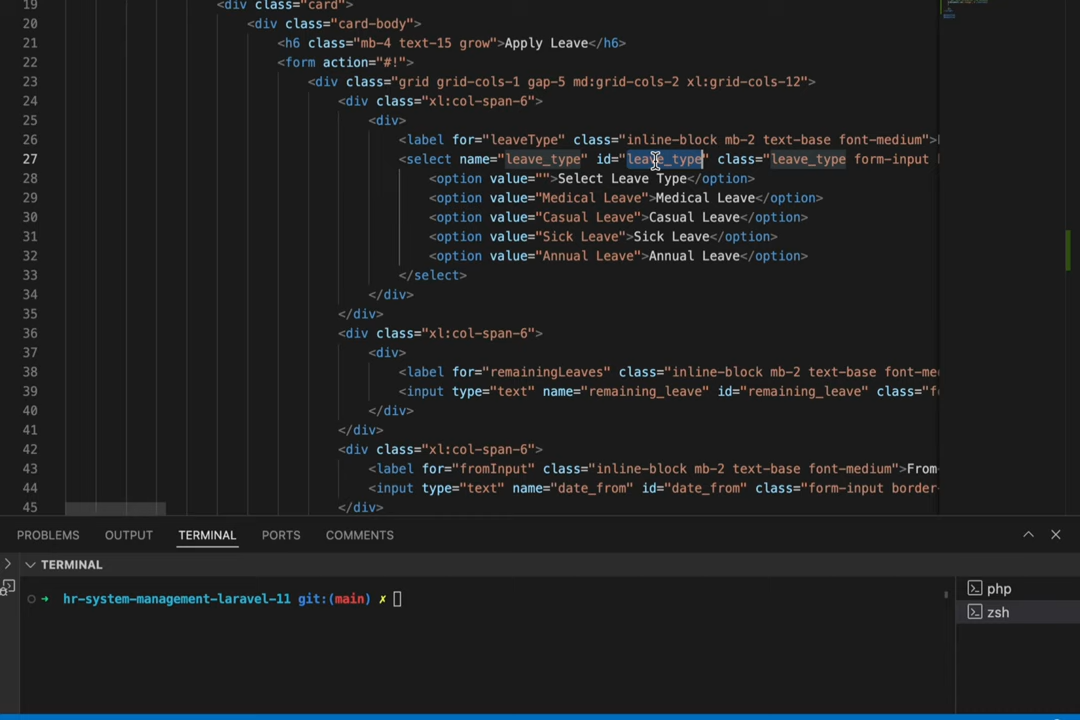 19 <div class="card">
20 <div class="card-body">
21 <h6 class="mb-4 text-15 grow">Apply Leave</h6>
22 <form action="#!">
23 <div class="grid grid-cols-1 gap-5 md:grid-cols-2 xl:grid-cols-12">
24 <div class="xl:col-span-6">
25 <div>
26 <label for="leaveType" class="inline-block mb-2 text-base font-medium">
27 <select name="leave_type" id="leave_type" class="leave_type form-input
28 <option value="">Select Leave Type</option>
29 <option value="Medical Leave">Medical Leave</option>
30 <option value="Casual Leave">Casual Leave</option>
31 <option value="Sick Leave">Sick Leave</option>
32 <option value="Annual Leave">Annual Leave</option>
33 </select>
34 </div>
35 </div>
36 <div class="xl:col-span-6">
37 <div>
38 <label for="remainingLeaves" class="inline-block mb-2 text-base font-me
39 <input type="text" name="remaining_leave" id="remaining_leave" class="f
40 </div>
41 </div>
42 <div class="xl:col-span-6">
43 <label for="fromInput" class="inline-block mb-2 text-base font-medium">From
44 <input type="text" name="date_from" id="date_from" class="form-input border-
45 </div>
PROBLEMS OUTPUT TERMINAL PORTS COMMENTS
TERMINAL
hr-system-management-laravel-11 git:(main) ✗
php
zsh